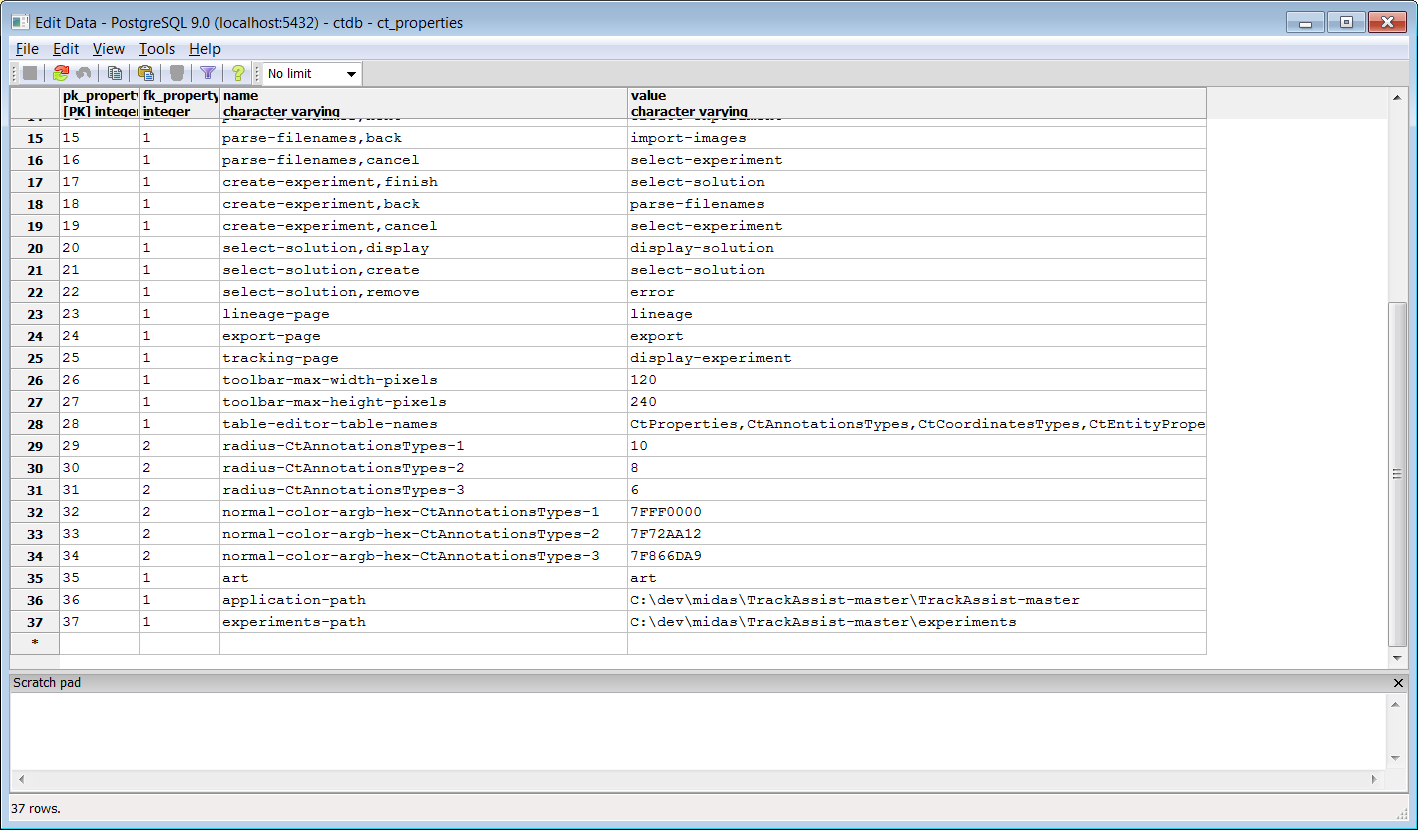 Edit Data - PostgreSQL 9.0 (localhost:5432) - ctdb - ct_properties
File Edit View Tools Help
No limit
pk_property fk_property name value
[PK] integer integer character varying character varying
15 15 1 parse-filenames,back import-images
16 16 1 parse-filenames,cancel select-experiment
17 17 1 create-experiment,finish select-solution
18 18 1 create-experiment,back parse-filenames
19 19 1 create-experiment,cancel select-experiment
20 20 1 select-solution,display display-solution
21 21 1 select-solution,create select-solution
22 22 1 select-solution,remove error
23 23 1 lineage-page lineage
24 24 1 export-page export
25 25 1 tracking-page display-experiment
26 26 1 toolbar-max-width-pixels 120
27 27 1 toolbar-max-height-pixels 240
28 28 1 table-editor-table-names CtProperties,CtAnnotationsTypes,CtCoordinatesTypes,CtEntityPrope
29 29 2 radius-CtAnnotationsTypes-1 10
30 30 2 radius-CtAnnotationsTypes-2 8
31 31 2 radius-CtAnnotationsTypes-3 6
32 32 2 normal-color-argb-hex-CtAnnotationsTypes-1 7FFF0000
33 33 2 normal-color-argb-hex-CtAnnotationsTypes-2 7F72AA12
34 34 2 normal-color-argb-hex-CtAnnotationsTypes-3 7F866DA9
35 35 1 art art
36 36 1 application-path C:\dev\midas\TrackAssist-master\TrackAssist-master
37 37 1 experiments-path C:\dev\midas\TrackAssist-master\experiments
*
Scratch pad
37 rows.